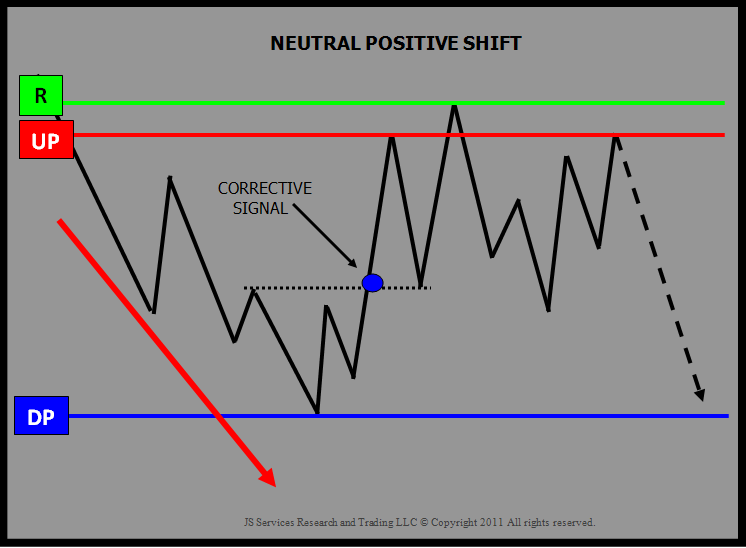 NEUTRAL POSITIVE SHIFT
R
UP
CORRECTIVE
SIGNAL
DP
JS Services Research and Trading LLC © Copyright 2011 All rights reserved.